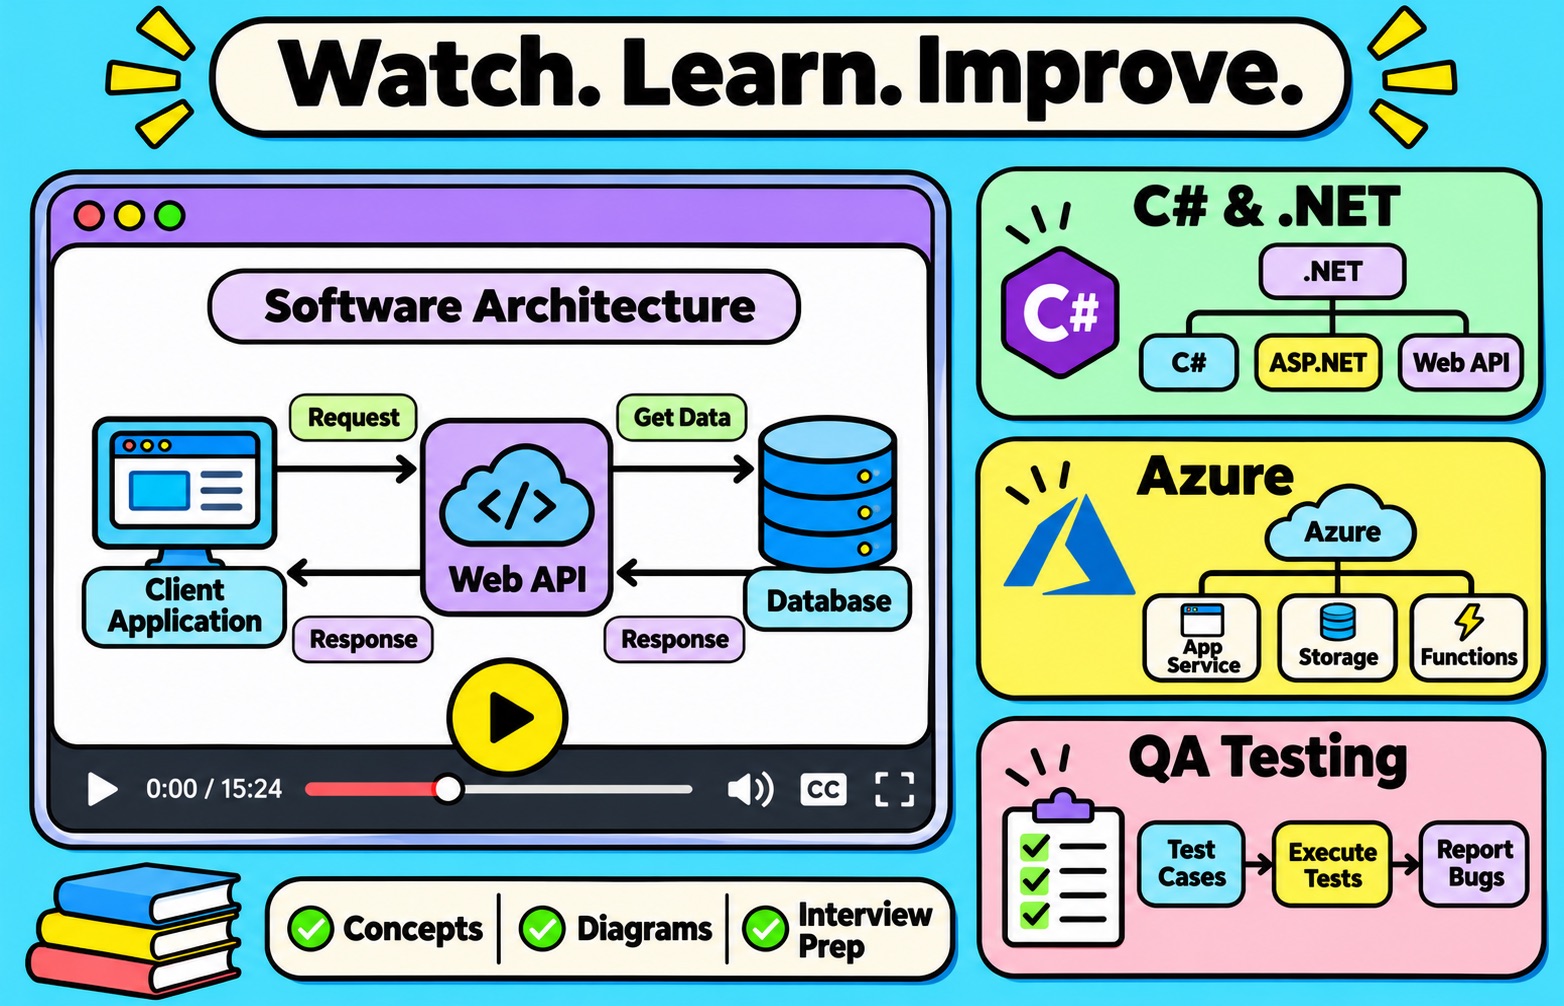 Watch. Learn. Improve.
Software Architecture
Request
Get Data
Web API
Client
Application
Database
Response
Response
0:00 / 15:24
CC
C# & .NET
C#
.NET
C#
ASP.NET
Web API
Azure
Azure
App
Service
Storage
Functions
QA Testing
Test
Cases
Execute
Tests
Report
Bugs
Concepts
Diagrams
Interview
Prep